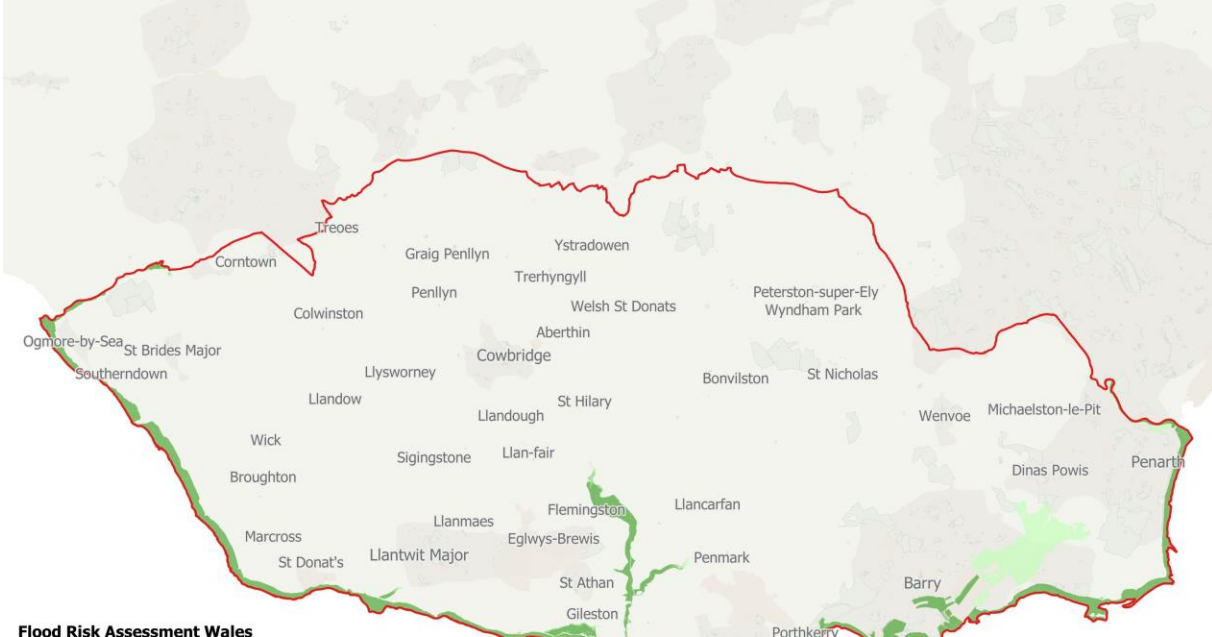 Treoes
Corntown
Graig Penllyn
Ystradowen
Trerhyngyll
Penllyn
Welsh St Donats
Peterston-super-Ely
Wyndham Park
Colwinston
Aberthin
Ogmore-by-Sea
St Brides Major
Cowbridge
Southerndown
Llysworney
Bonvilston
St Nicholas
Llandow
St Hilary
Llandough
Wenvoe
Michaelston-le-Pit
Wick
Sigingstone
Llan-fair
Penarth
Dinas Powis
Broughton
Flemingston
Llancarfan
Llanmaes
Eglwys-Brewis
Marcross
St Donat's
Llantwit Major
Penmark
St Athan
Barry
Gileston
Porthkerry
Flood Risk Assessment Wales